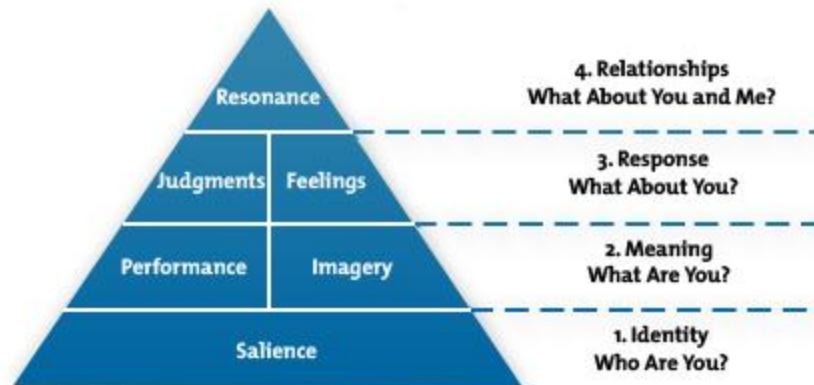 Resonance
4. Relationships
What About You and Me?
Judgments
Feelings
3. Response
What About You?
Performance
Imagery
2. Meaning
What Are You?
Salience
1. Identity
Who Are You?